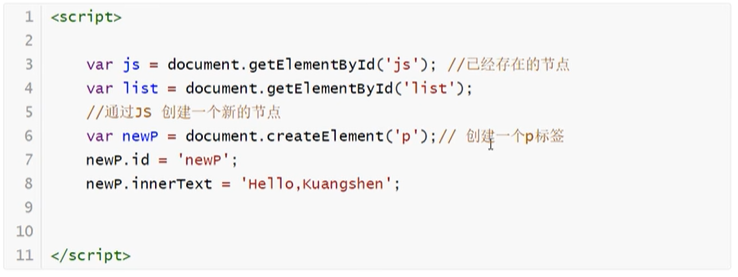 1 <script>
2
3 var js = document.getElementById('js'); //已经存在的节点
4 var list = document.getElementById('list');
5 //通过JS 创建一个新的节点
6 var newP = document.createElement('p');// 创建一个p标签
7 newP.id = 'newP';
8 newP.innerText = 'Hello,Kuangshen';
9
10
11 </script>